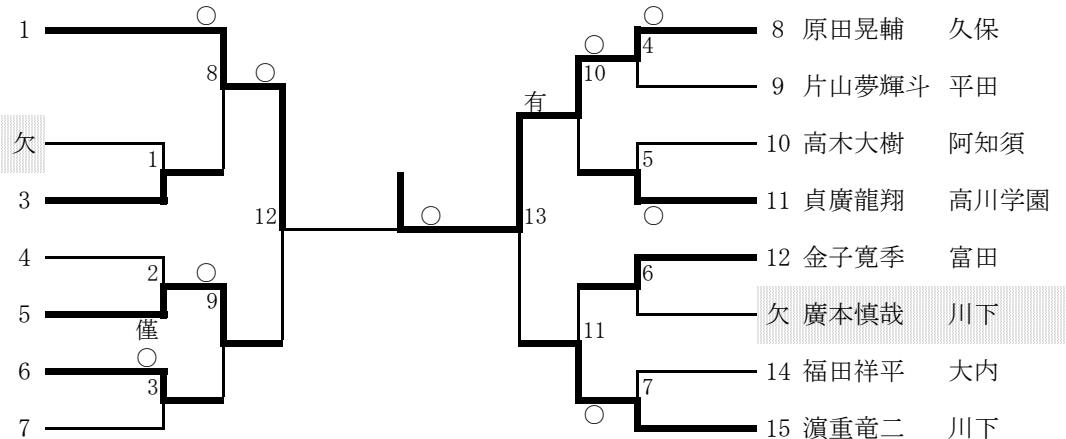 1
8
12
欠
1
3
4
2
9
5
僅
6
3
7
有
13
10
11
4
8 原田晃輔 久保
9 片山夢輝斗 平田
5
10 高木大樹 阿知須
11 貞廣龍翔 高川学園
6
12 金子寛季 富田
欠 廣本慎哉 川下
7
14 福田祥平 大内
15 濵重竜二 川下